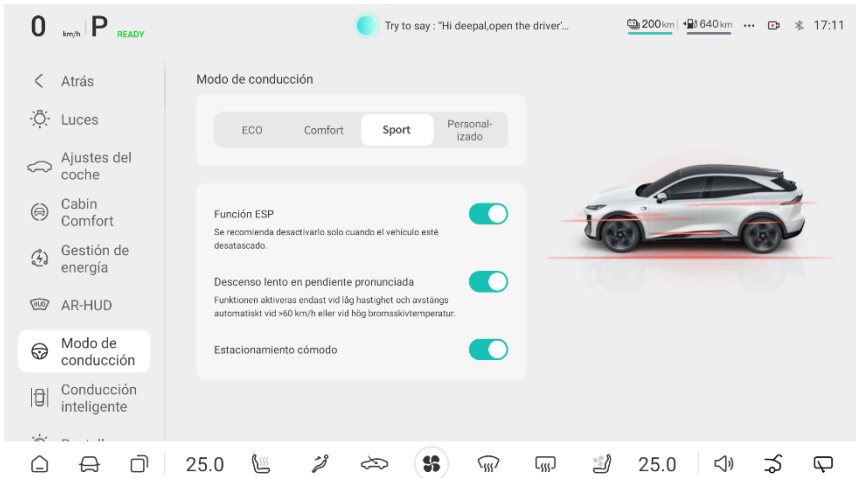 0 km/h P READY
Try to say : "Hi deepal,open the driver'...
200km 640km ... 17:11
Atrás
Luces
Ajustes del
coche
Cabin
Comfort
Gestión de
energía
HUD AR-HUD
Modo de
conducción
Conducción
inteligente
Modo de conducción
ECO Comfort Sport Personal-
izado
Función ESP
Se recomienda desactivarlo solo cuando el vehículo esté
desatascado.
Descenso lento en pendiente pronunciada
Funktionen aktiveras endast vid låg hastighet och avstängs
automatiskt vid >60 km/h eller vid hög bromsskivtemperatur.
Estacionamiento cómodo
25.0 25.0